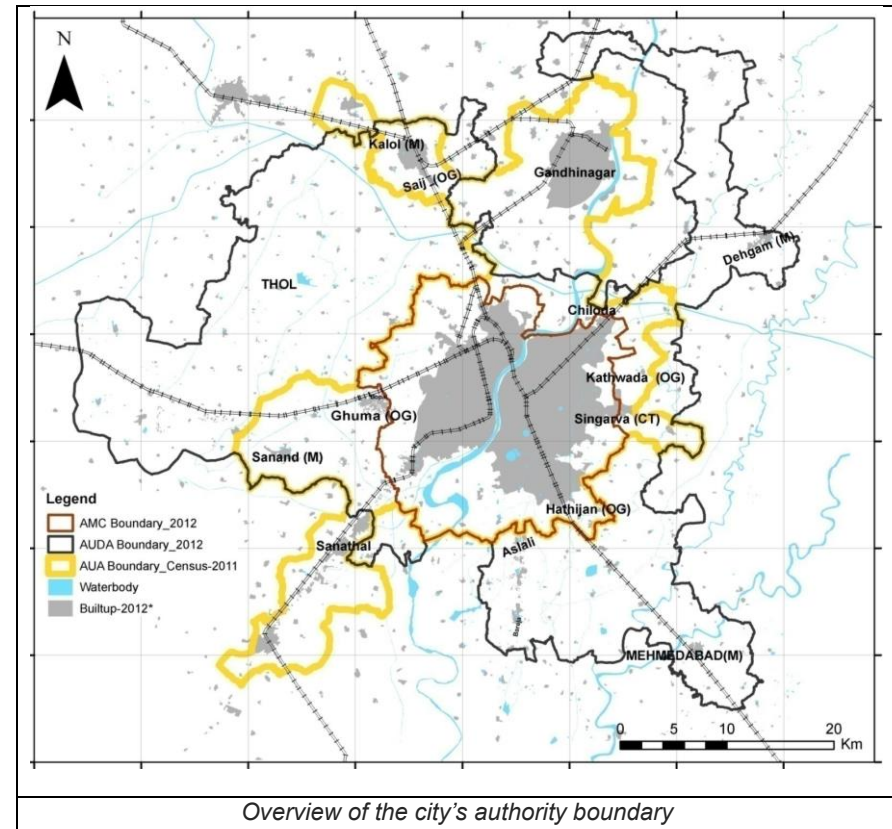 N
Kalol (M)
Saij (OG)
Gandhinagar
Dehgam (M)
THOL
Chiloda
Kathwada (OG)
Ghuma (OG)
Singarva (CT)
Sanand (M)
Legend
AMC Boundary_2012
AUDA Boundary_2012
AUA Boundary_Census-2011
Waterbody
Builtup-2012*
Hathijan (OG)
Sanathal
Aslali
MEHMEDABAD(M)
0 5 10 20
Km
Overview of the city's authority boundary